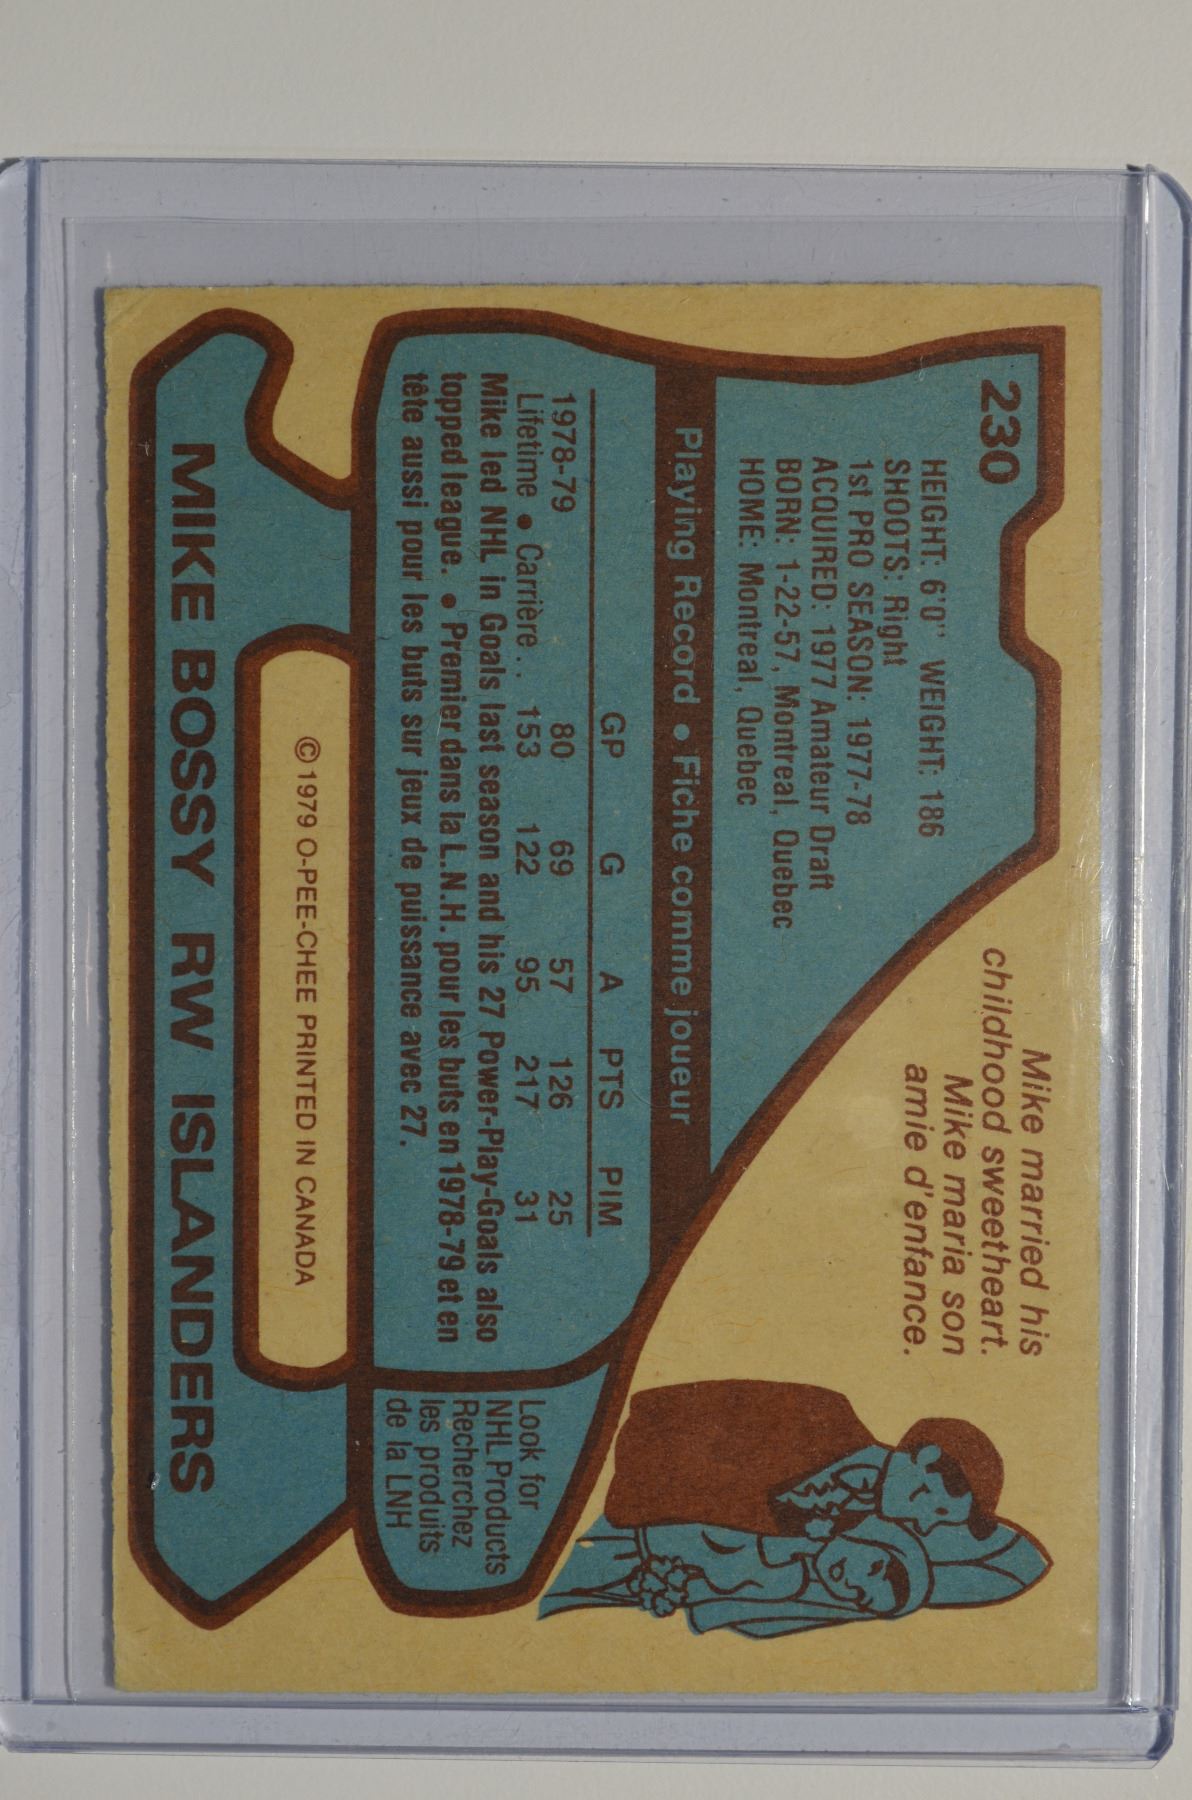 230
HEIGHT: 6'0" WEIGHT: 186
SHOOTS: Right
1st PRO SEASON: 1977-78
ACQUIRED: 1977 Amateur Draft
BORN: 1-22-57, Montreal, Quebec
HOME: Montreal, Quebec
Mike married his
childhood sweetheart.
Mike maria son
amie d'enfance.
Playing Record • Fiche comme joueur
GP G A PTS PIM
1978-79 80 69 57 126 25
Lifetime • Carrière . . 153 122 95 217 31
Mike led NHL in Goals last season and his 27 Power-Play-Goals also
topped league. • Premier dans la L.N.H. pour les buts en 1978-79 et en
tête aussi pour les buts sur jeux de puissance avec 27.
Look for
NHL Products
Recherchez
les produits
de la LNH
© 1979 O-PEE-CHEE PRINTED IN CANADA
MIKE BOSSY RW ISLANDERS